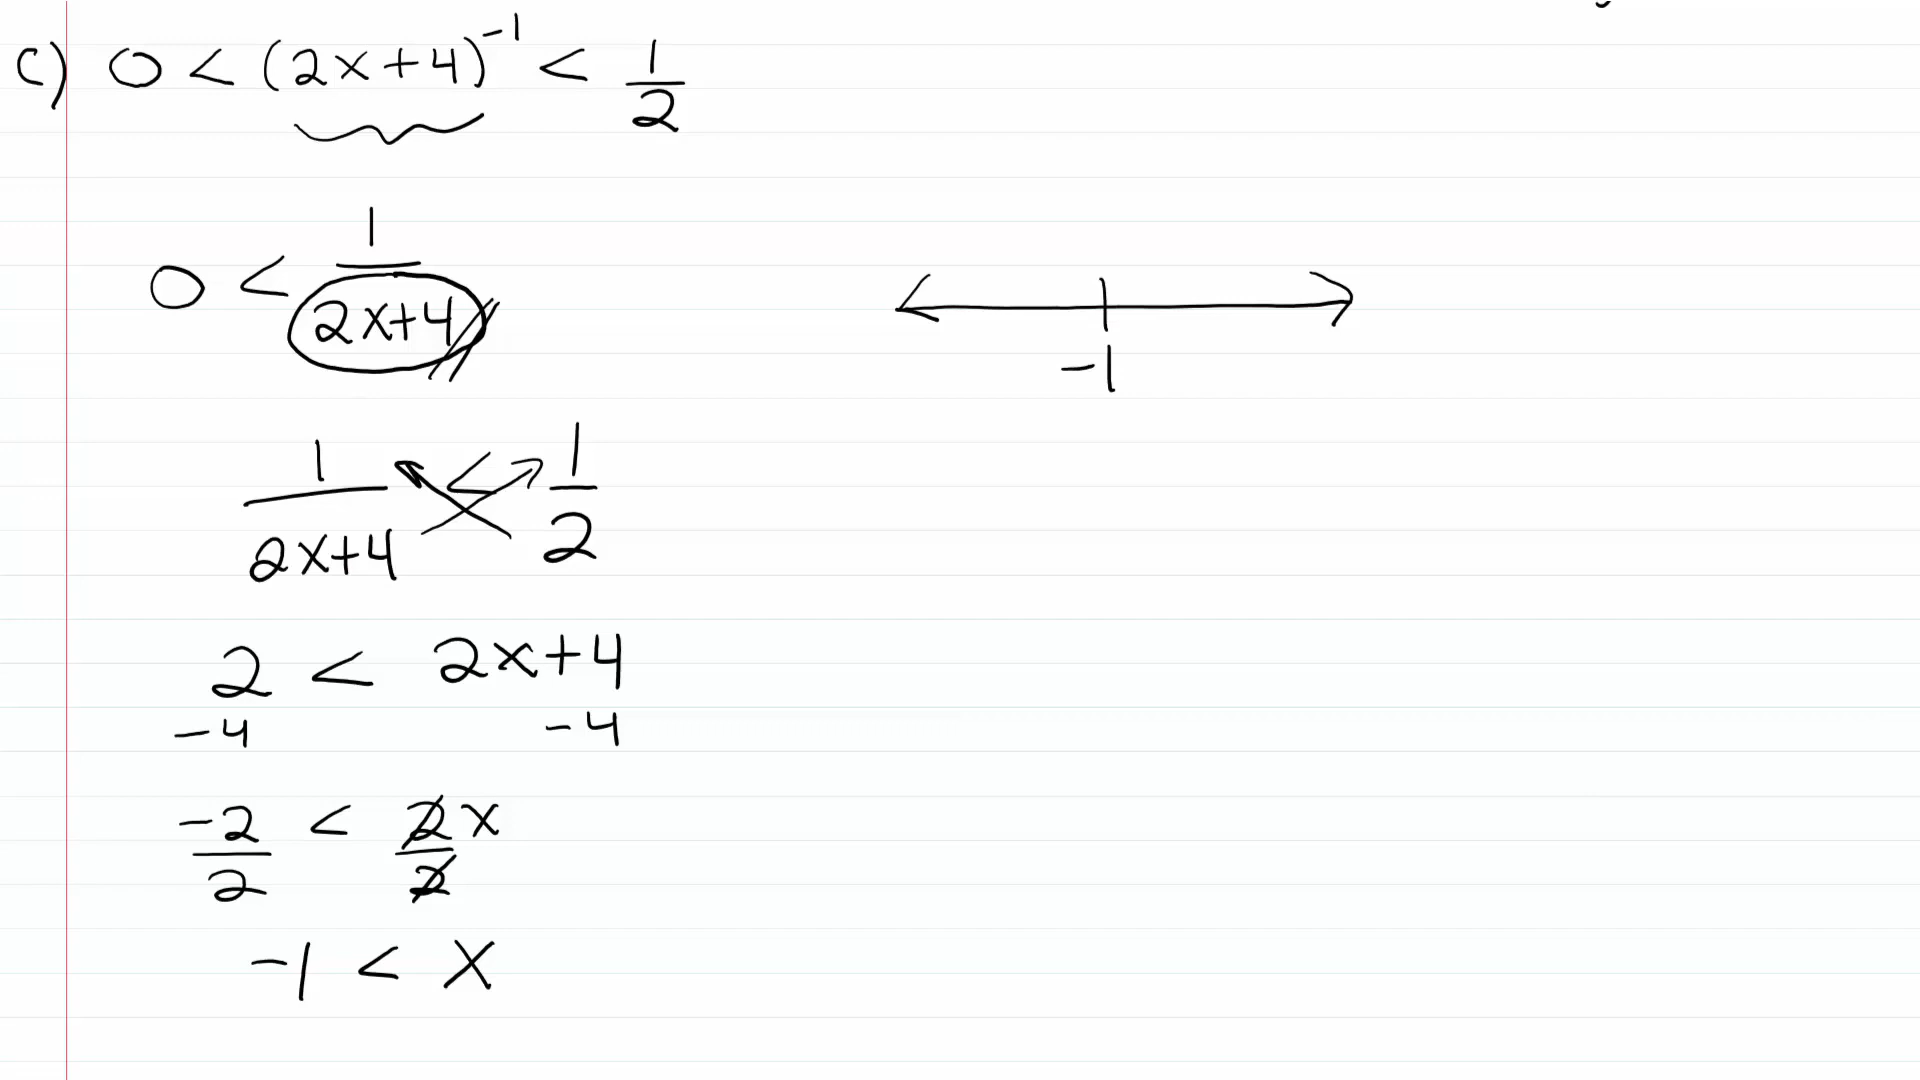 c) 0 < (2x+4)^-1 < 1/2
0 < 1/(2x+4)
-1
1/(2x+4) < 1/2
2 < 2x+4
-4 -4
-2/2 < 2x/2
-1 < x